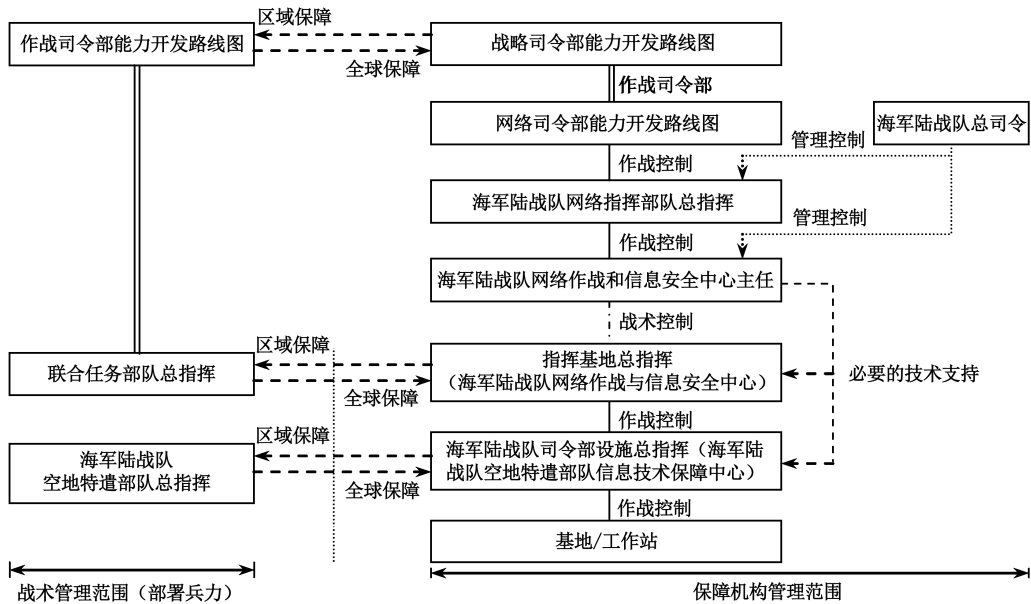 区域保障
作战司令部能力开发路线图
战略司令部能力开发路线图
全球保障
作战司令部
网络司令部能力开发路线图
海军陆战队总司令
管理控制
作战控制
海军陆战队网络指挥部队总指挥
管理控制
作战控制
海军陆战队网络作战和信息安全中心主任
战术控制
区域保障
联合任务部队总指挥
指挥基地总指挥
（海军陆战队网络作战与信息安全中心）
必要的技术支持
全球保障
作战控制
区域保障
海军陆战队
空地特遣部队总指挥
海军陆战队司令部设施总指挥（海军陆
战队空地特遣部队信息技术保障中心）
全球保障
作战控制
基地/工作站
战术管理范围（部署兵力）
保障机构管理范围